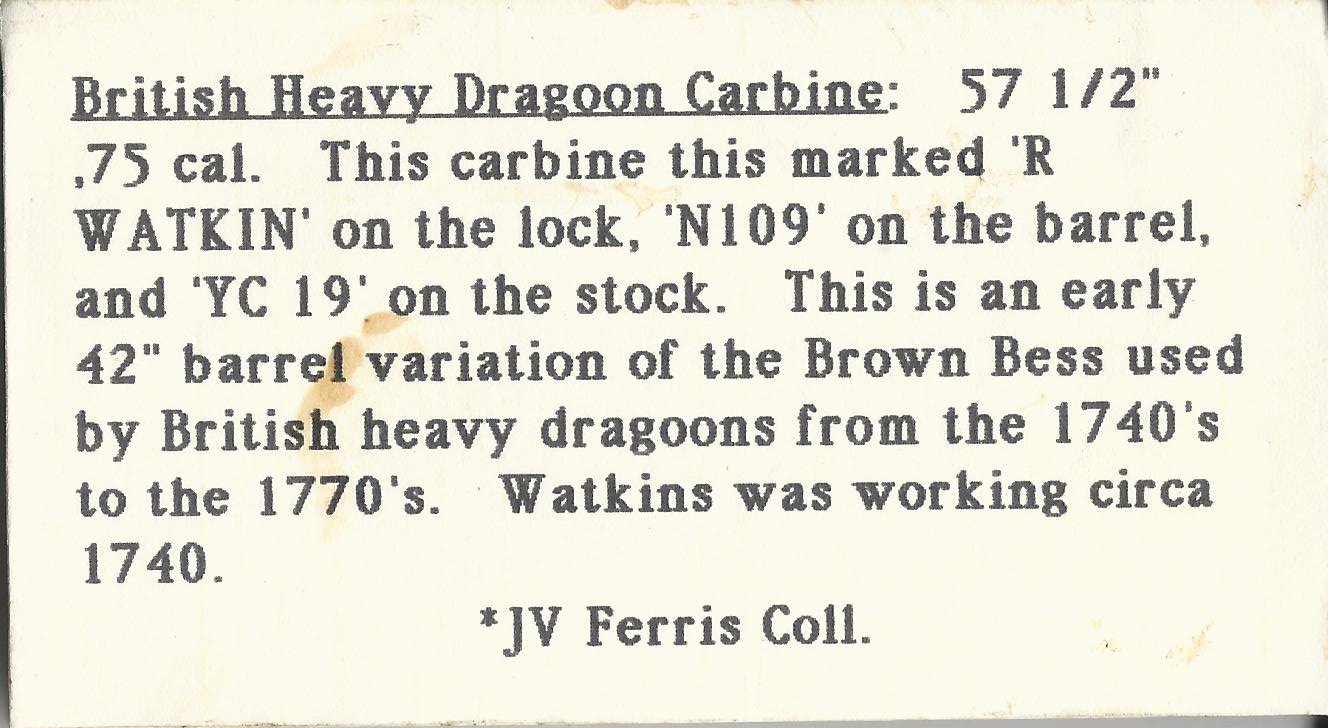 British Heavy Dragoon Carbine:  57 1/2"
,75 cal.  This carbine this marked 'R
WATKIN' on the lock, 'N109' on the barrel,
and 'YC 19' on the stock.  This is an early
42" barrel variation of the Brown Bess used
by British heavy dragoons from the 1740's
to the 1770's.  Watkins was working circa
1740.
*JV Ferris Coll.